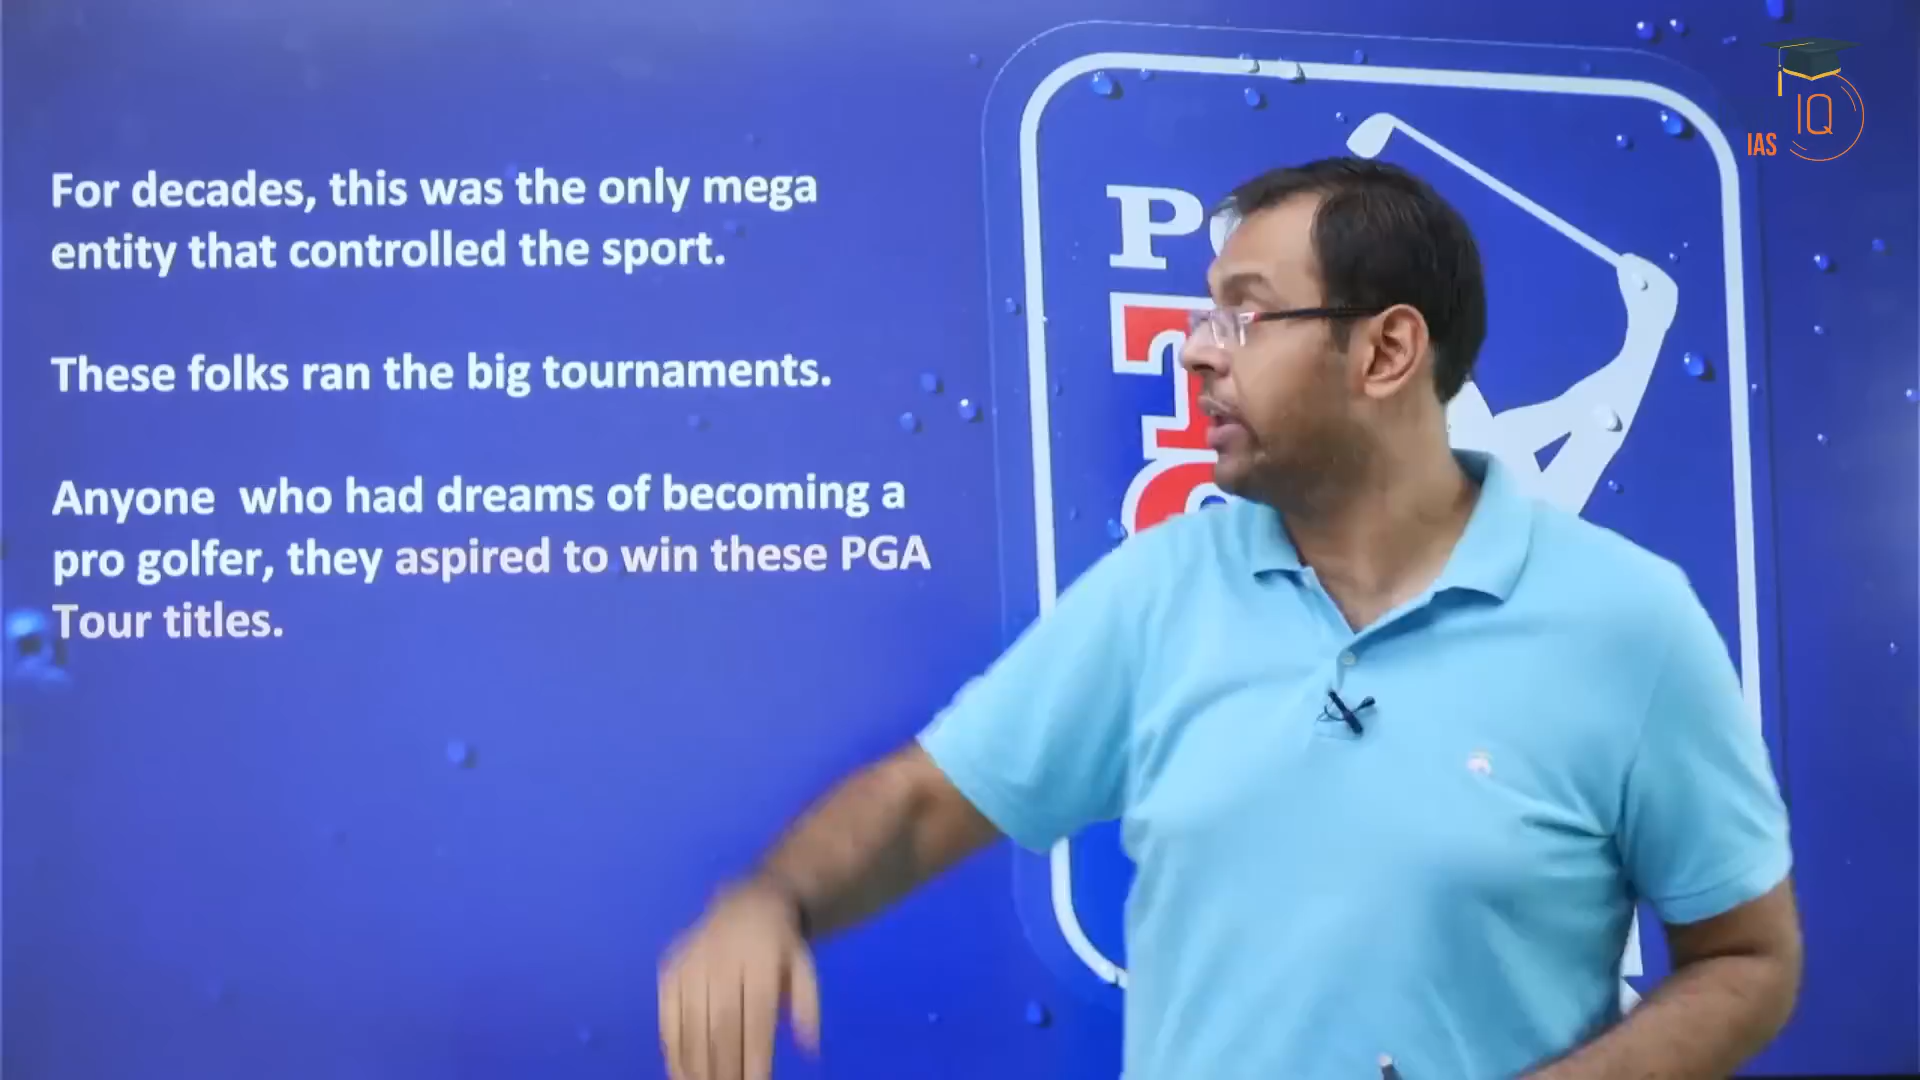 For decades, this was the only mega
entity that controlled the sport.
These folks ran the big tournaments.
Anyone  who had dreams of becoming a
pro golfer, they aspired to win these PGA
Tour titles.
IQ
IAS